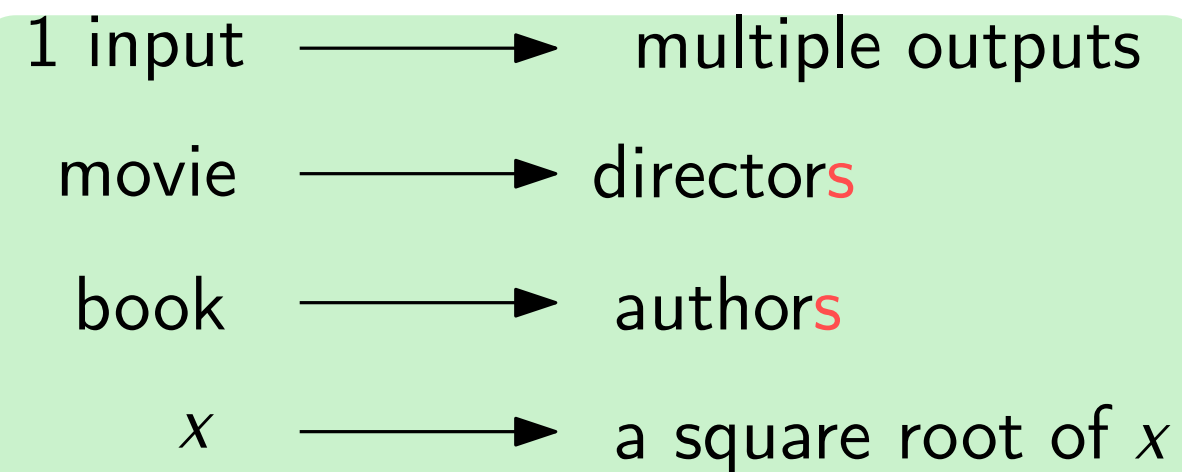 1 input multiple outputs
movie directors
book authors
x a square root of x